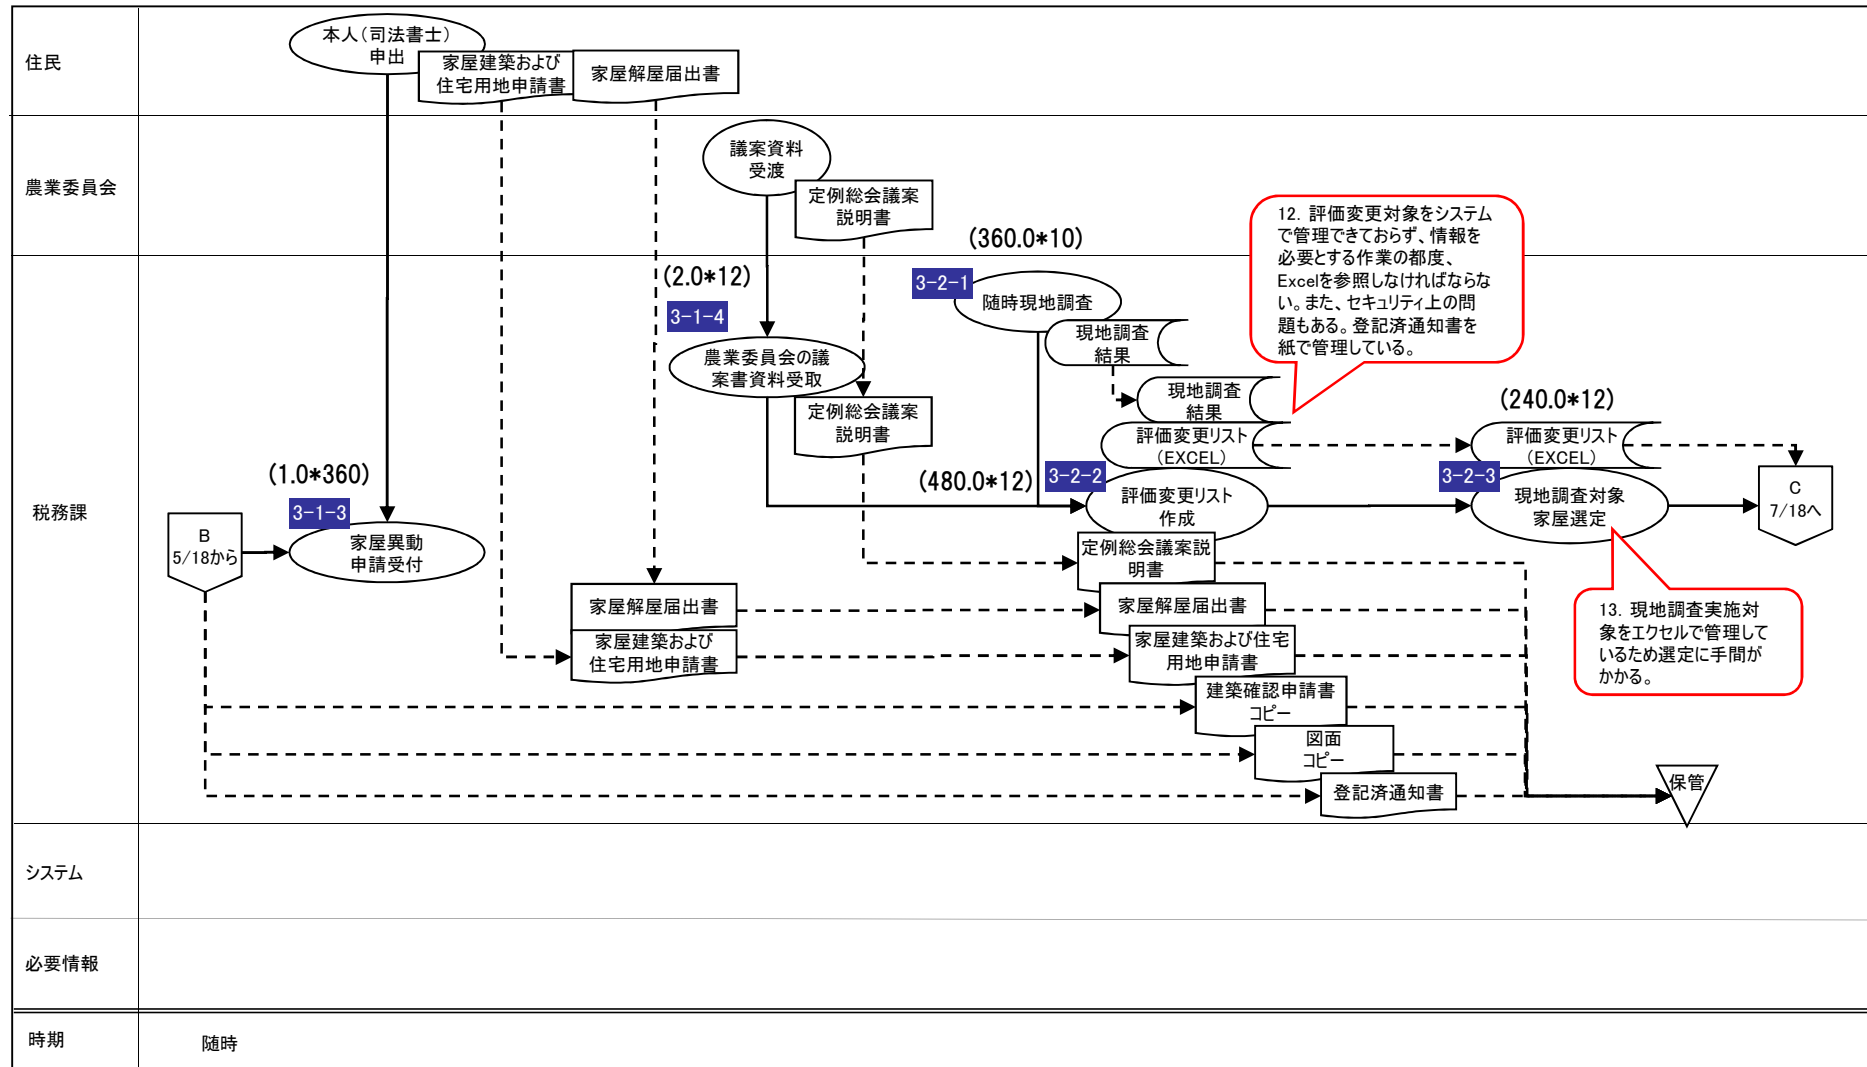 住民
本人（司法書士）
申出
家屋建築および
住宅用地申請書
家屋解屋届出書
農業委員会
議案資料
受渡
定例総会議案
説明書
(360.0*10)
12．評価変更対象をシステム
で管理できておらず、情報を
必要とする作業の都度、
Excelを参照しなければならな
い。また、セキュリティ上の問
題もある。登記済通知書を
紙で管理している。
税務課
(2.0*12)
3-1-4
農業委員会の議
案書資料受取
定例総会議案
説明書
3-2-1
随時現地調査
現地調査
結果
現地調査
結果
評価変更リスト
（EXCEL）
(480.0*12)
3-2-2
評価変更リスト
作成
(240.0*12)
評価変更リスト
（EXCEL）
3-2-3
現地調査対象
家屋選定
C
7/18へ
(1.0*360)
3-1-3
家屋異動
申請受付
B
5/18から
定例総会議案説
明書
家屋解屋届出書
家屋解屋届出書
家屋建築および
住宅用地申請書
家屋建築および住宅
用地申請書
13．現地調査実施対
象をエクセルで管理して
いるため選定に手間が
かかる。
建築確認申請書
コピー
図面
コピー
登記済通知書
保管
システム
必要情報
時期
随時